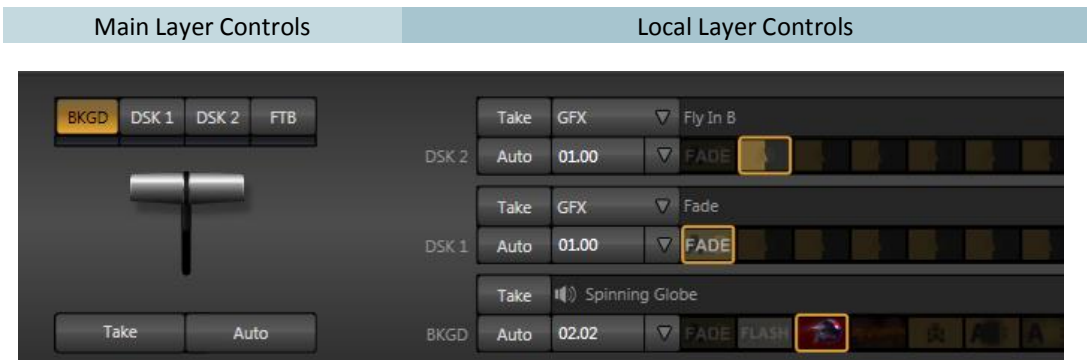 Main Layer Controls Local Layer Controls
BKGD DSK 1 DSK 2 FTB
Take GFX Fly In B
DSK 2 Auto 01.00 FADE
Take GFX Fade
DSK 1 Auto 01.00 FADE
Take Spinning Globe
Take Auto BKGD Auto 02.02 FADE FLASH A A